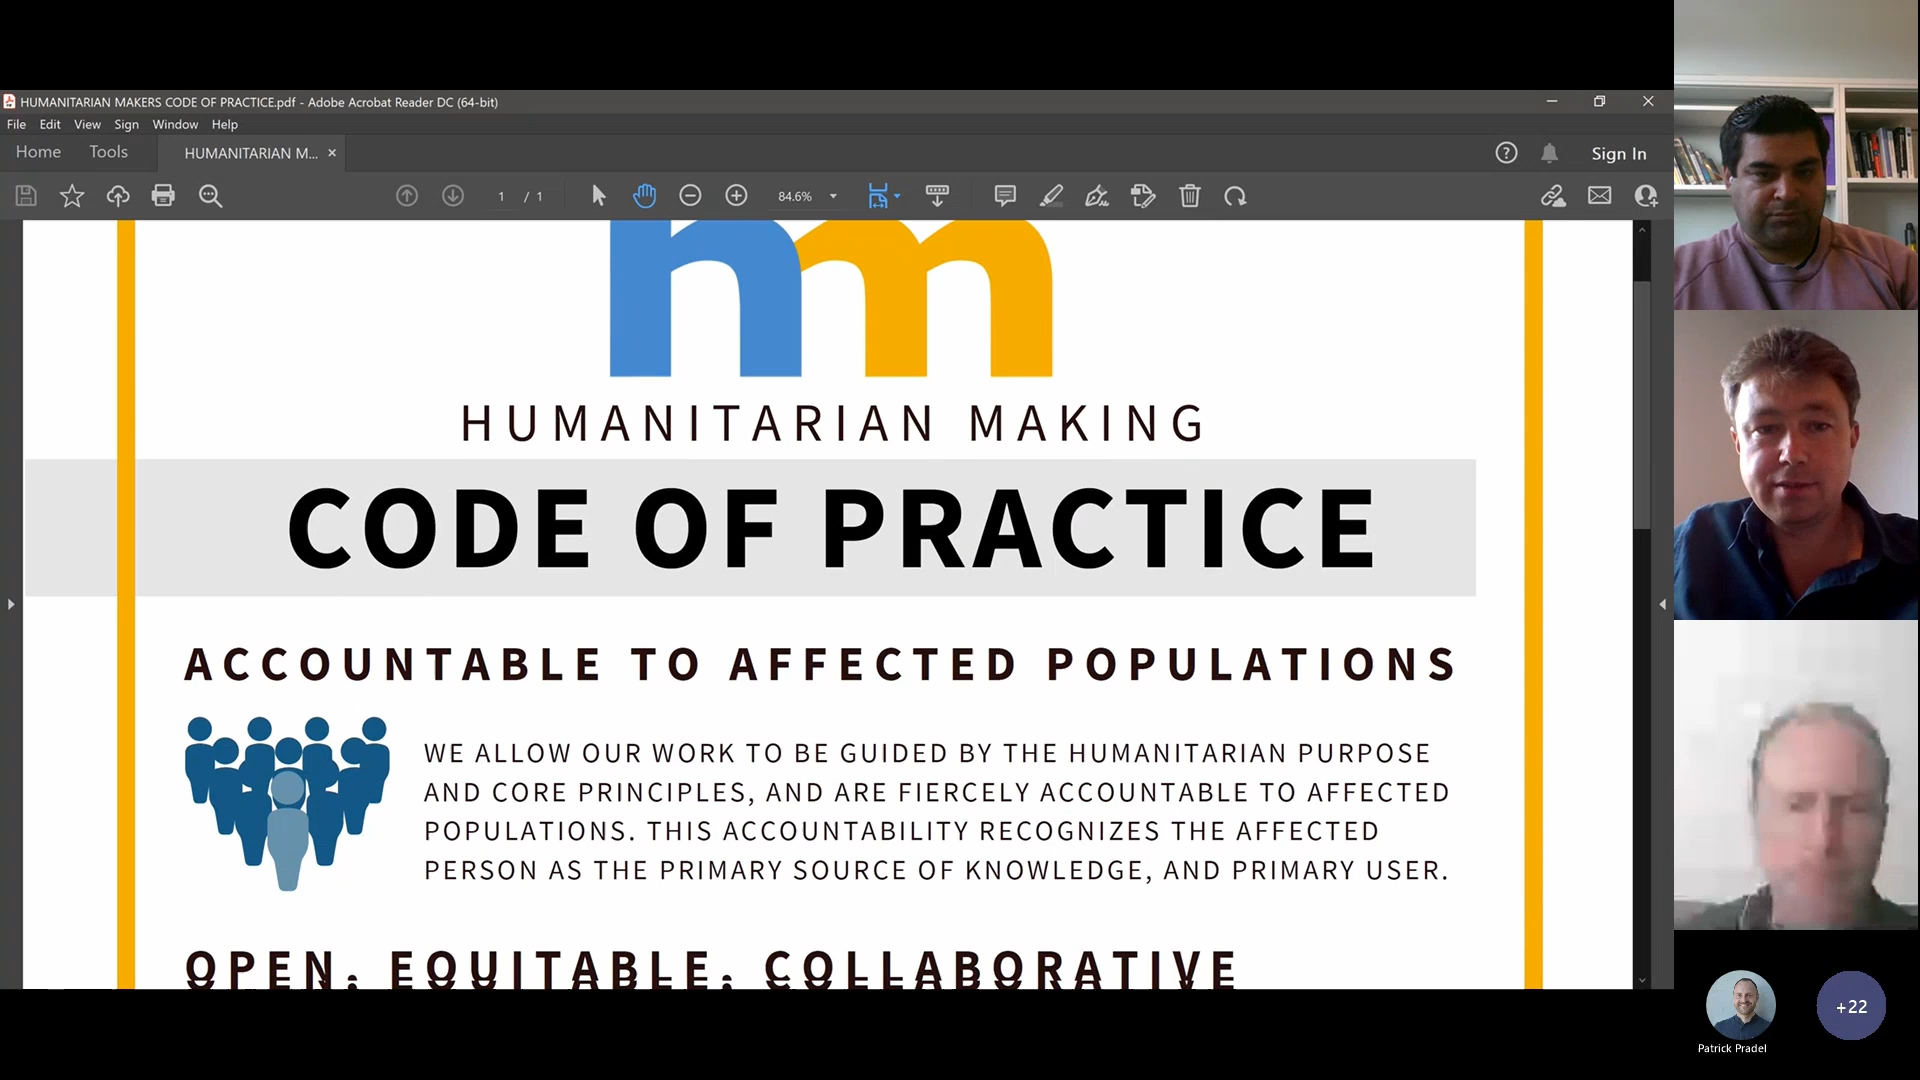 HUMANITARIAN MAKERS CODE OF PRACTICE.pdf - Adobe Acrobat Reader DC (64-bit)
File Edit View Sign Window Help
Home Tools HUMANITARIAN M... Sign In
1 / 1 84.6%
hm
HUMANITARIAN MAKING
CODE OF PRACTICE
ACCOUNTABLE TO AFFECTED POPULATIONS
WE ALLOW OUR WORK TO BE GUIDED BY THE HUMANITARIAN PURPOSE
AND CORE PRINCIPLES, AND ARE FIERCELY ACCOUNTABLE TO AFFECTED
POPULATIONS. THIS ACCOUNTABILITY RECOGNIZES THE AFFECTED
PERSON AS THE PRIMARY SOURCE OF KNOWLEDGE, AND PRIMARY USER.
OPEN, EQUITABLE, COLLABORATIVE
Patrick Pradel
+22